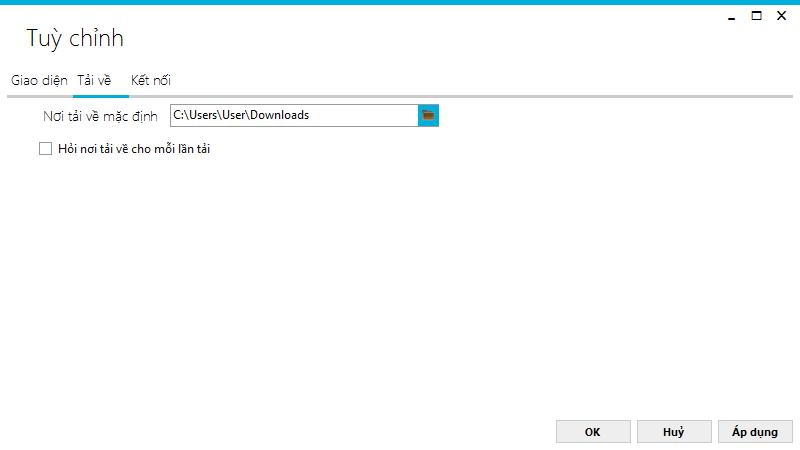 Tuỳ chỉnh
Giao diện Tải về Kết nối
Nơi tải về mặc định C:\Users\User\Downloads
Hỏi nơi tải về cho mỗi lần tải
OK Huỷ Áp dụng